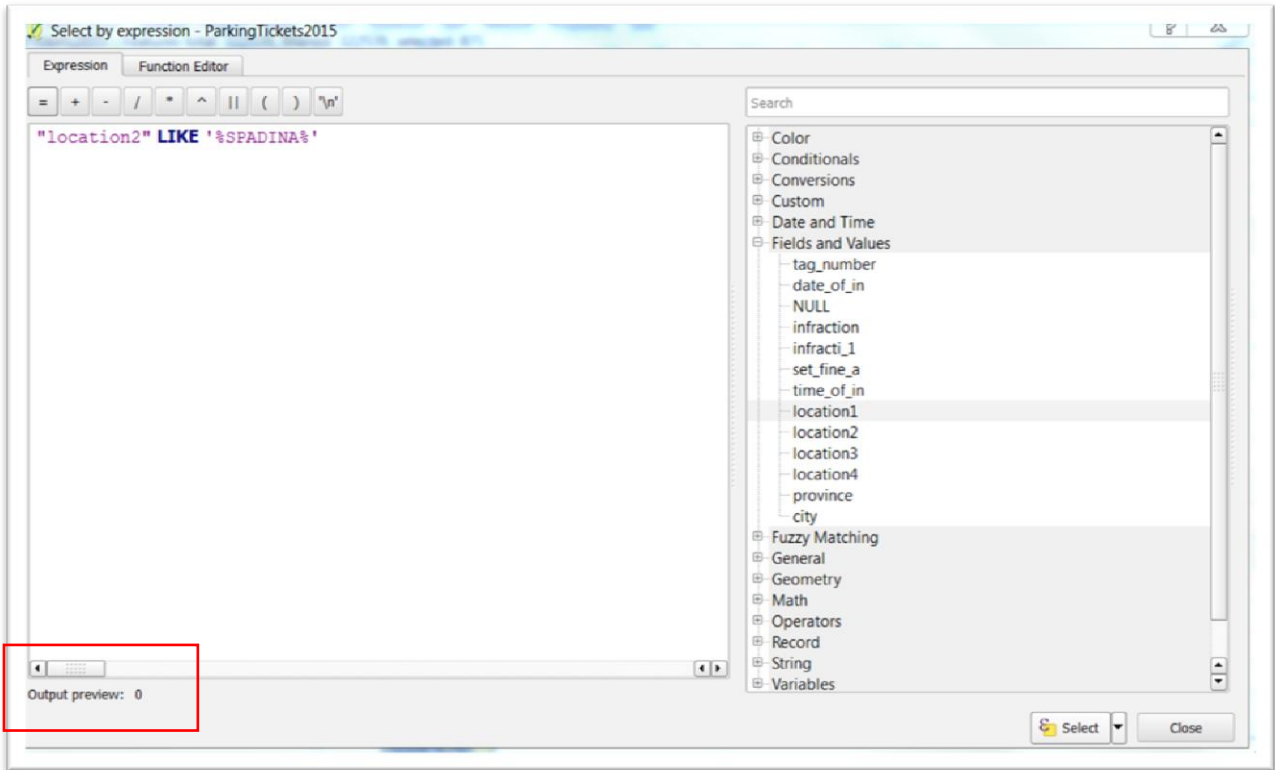 Select by expression - ParkingTickets2015
Expression Function Editor
= + - / * ^ || ( ) '\n'
"location2" LIKE '%SPADINA%'
Output preview: 0
Search
Color
Conditionals
Conversions
Custom
Date and Time
Fields and Values
tag_number
date_of_in
NULL
infraction
infracti_1
set_fine_a
time_of_in
location1
location2
location3
location4
province
city
Fuzzy Matching
General
Geometry
Math
Operators
Record
String
Variables
Select Close